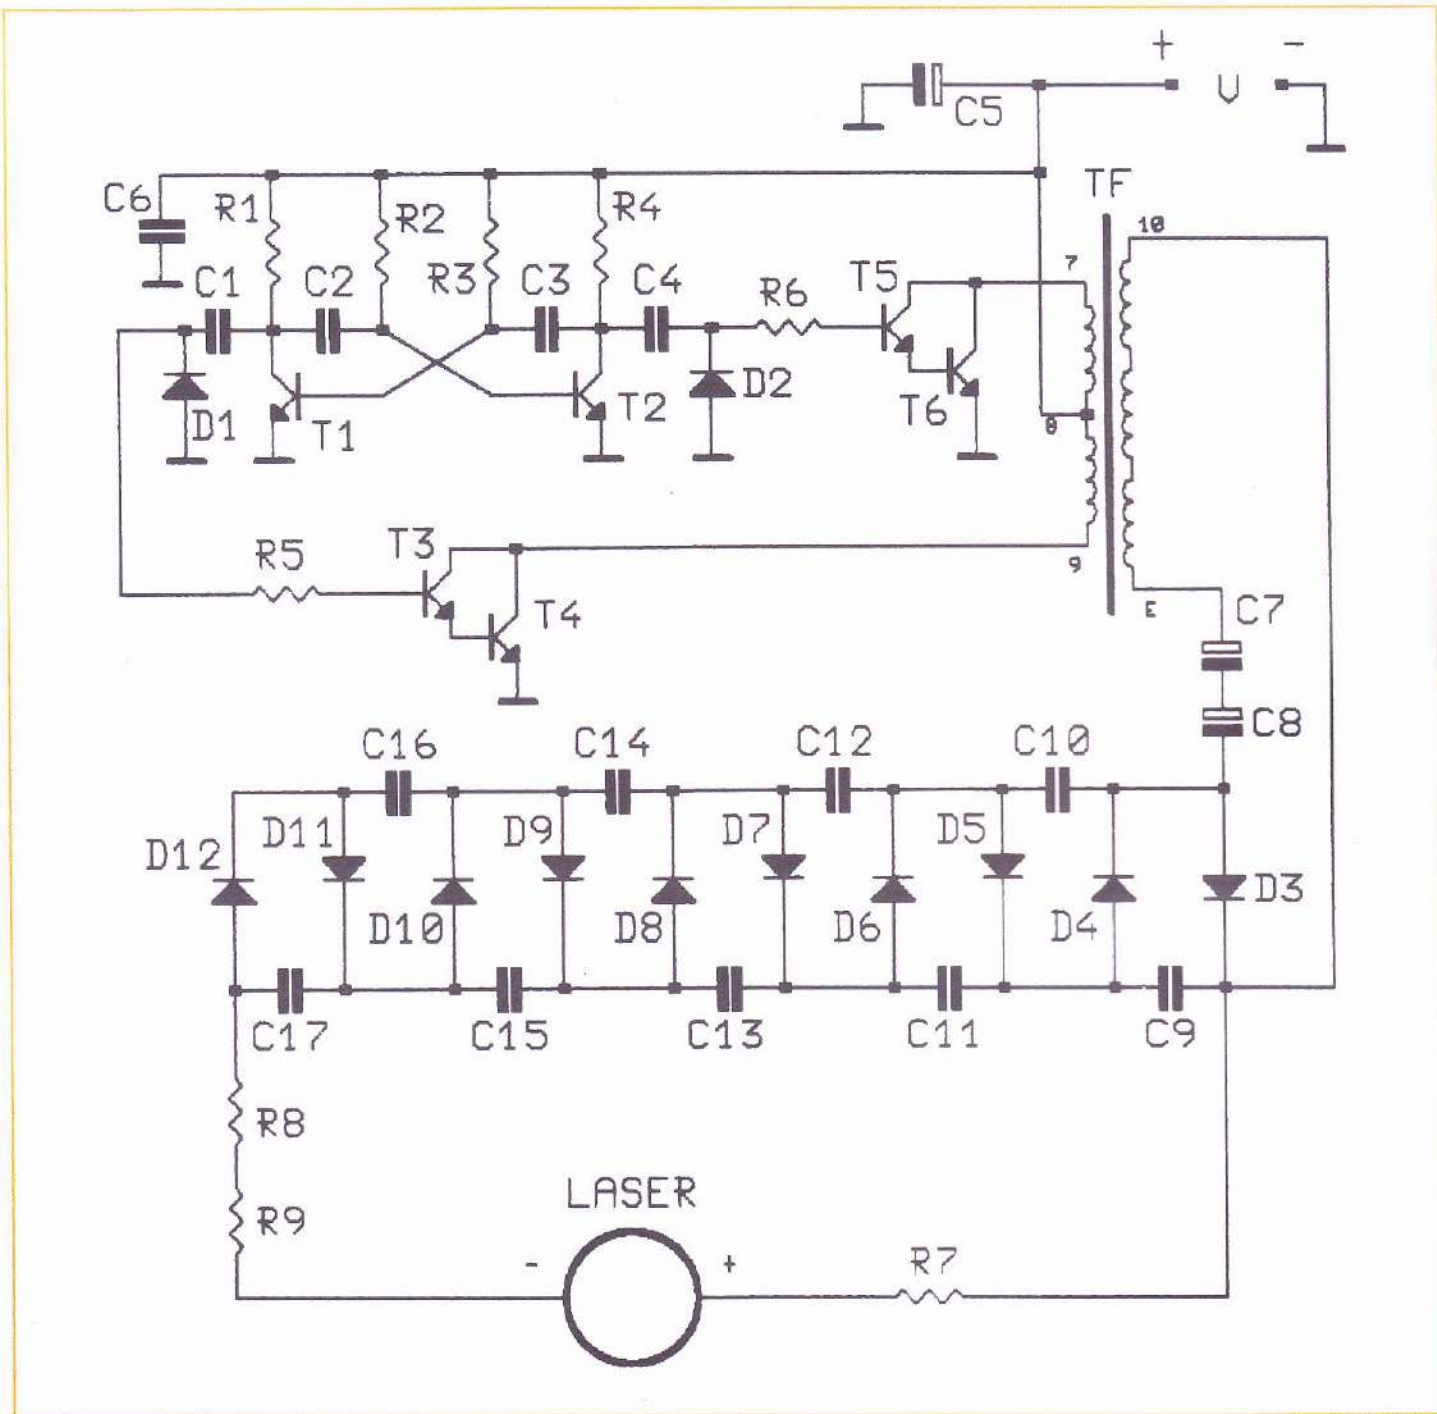 + -
C5 V
TF
C6 R1 R2 R3 R4
10
7
C1 C2 C3 C4 R6 T5
D1 T1 T2 D2 T6
8
R5 T3
9
T4
E
C7
C8
C16 C14 C12 C10
D12 D11 D9 D7 D5 D3
D10 D8 D6 D4
C17 C15 C13 C11 C9
R8
LASER
R9
- + R7